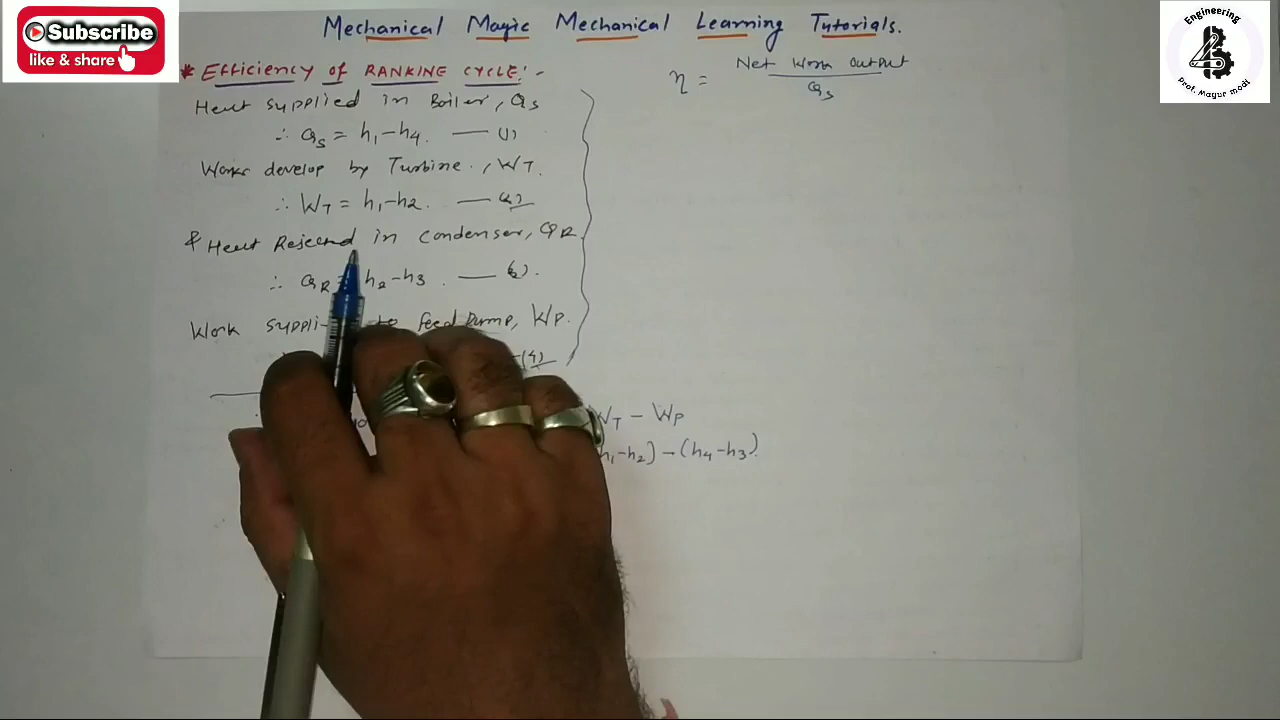 Subscribe
like & share
Mechanical Magic Mechanical Learning Tutorials.
Engineering
Prof. Mayur modi
* Efficiency of RANKINE CYCLE:-
Heat supplied in Boiler, Qs
∴ Qs = h1-h4. — (1)
Work develop by Turbine., WT.
∴ WT = h1-h2. — (2)
& Heat Rejected in condenser, QR.
∴ QR = h2-h3. — (3).
Work suppli to feed pump, WP.
(4)
WT - WP
h1-h2) - (h4-h3).
η = Net Work output
Qs